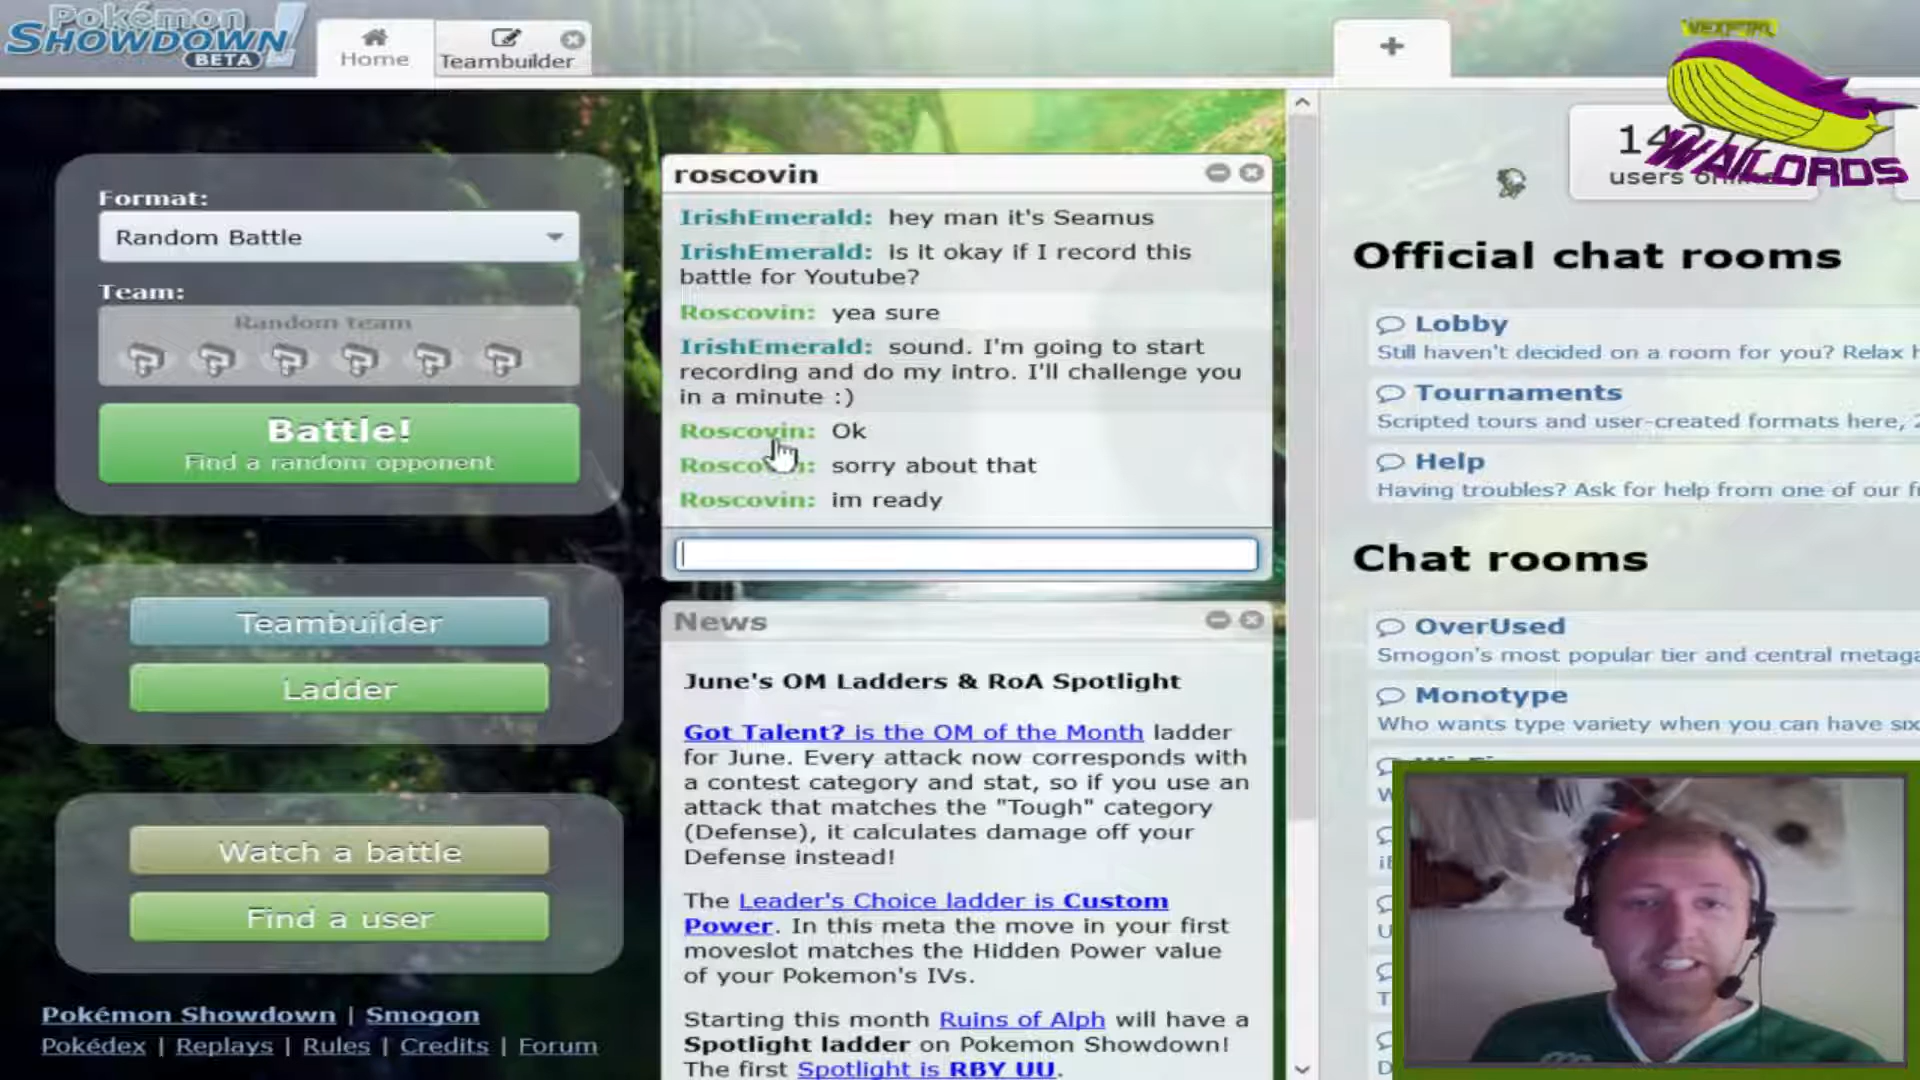 Pokémon
SHOWDOWN!
BETA
Home
Teambuilder
+
Format:
Random Battle
Team:
Random team
? ? ? ? ? ?
Battle!
Find a random opponent
Teambuilder
Ladder
Watch a battle
Find a user
Pokémon Showdown | Smogon
Pokédex | Replays | Rules | Credits | Forum
roscovin
IrishEmerald: hey man it's Seamus
IrishEmerald: is it okay if I record this
battle for Youtube?
Roscovin: yea sure
IrishEmerald: sound. I'm going to start
recording and do my intro. I'll challenge you
in a minute :)
Roscovin: Ok
Roscovin: sorry about that
Roscovin: im ready
News
June's OM Ladders & RoA Spotlight
Got Talent? is the OM of the Month ladder
for June. Every attack now corresponds with
a contest category and stat, so if you use an
attack that matches the "Tough" category
(Defense), it calculates damage off your
Defense instead!
The Leader's Choice ladder is Custom
Power. In this meta the move in your first
moveslot matches the Hidden Power value
of your Pokemon's IVs.
Starting this month Ruins of Alph will have a
Spotlight ladder on Pokemon Showdown!
The first Spotlight is RBY UU.
WEXFORD
WAILORDS
users online
Official chat rooms
Lobby
Still haven't decided on a room for you? Relax
Tournaments
Scripted tours and user-created formats here,
Help
Having troubles? Ask for help from one of our
Chat rooms
OverUsed
Smogon's most popular tier and central
Monotype
Who wants type variety when you can have six